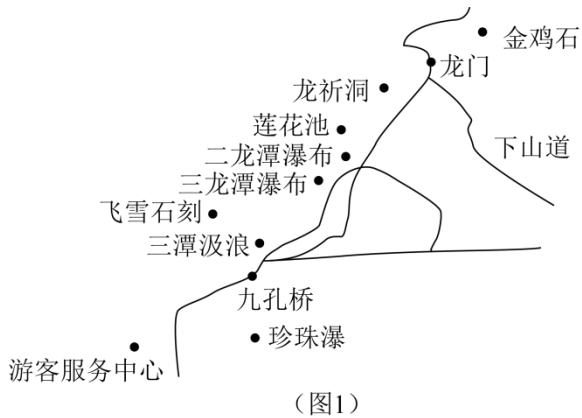 金鸡石
龙门
龙祈洞
莲花池
二龙潭瀑布
下山道
三龙潭瀑布
飞雪石刻
三潭汲浪
九孔桥
珍珠瀑
游客服务中心
（图1）